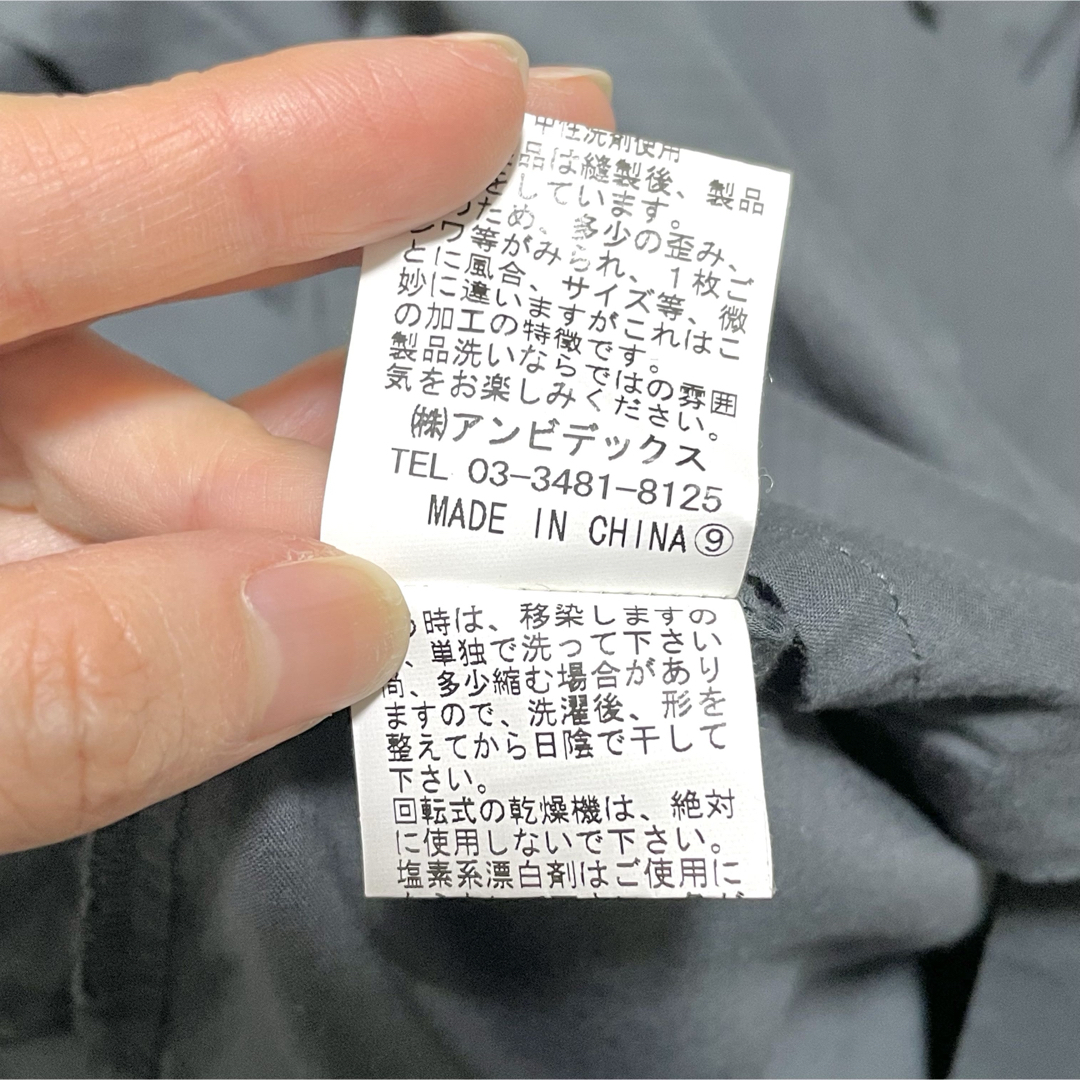 中性洗剤使用
品は縫製後、製品
をしています。
ため、多少の歪み、
シワ等がみられ、1枚ご
とに風合、サイズ等、微
妙に違いますがこれはこ
の加工の特徴です。
製品洗いならではの雰囲
気をお楽しみください。
㈱アンビデックス
TEL 03-3481-8125
MADE IN CHINA⑨
時は、移染しますの
、単独で洗って下さい
尚、多少縮む場合があり
ますので、洗濯後、形を
整えてから日陰で干して
下さい。
回転式の乾燥機は、絶対
に使用しないで下さい。
塩素系漂白剤はご使用に